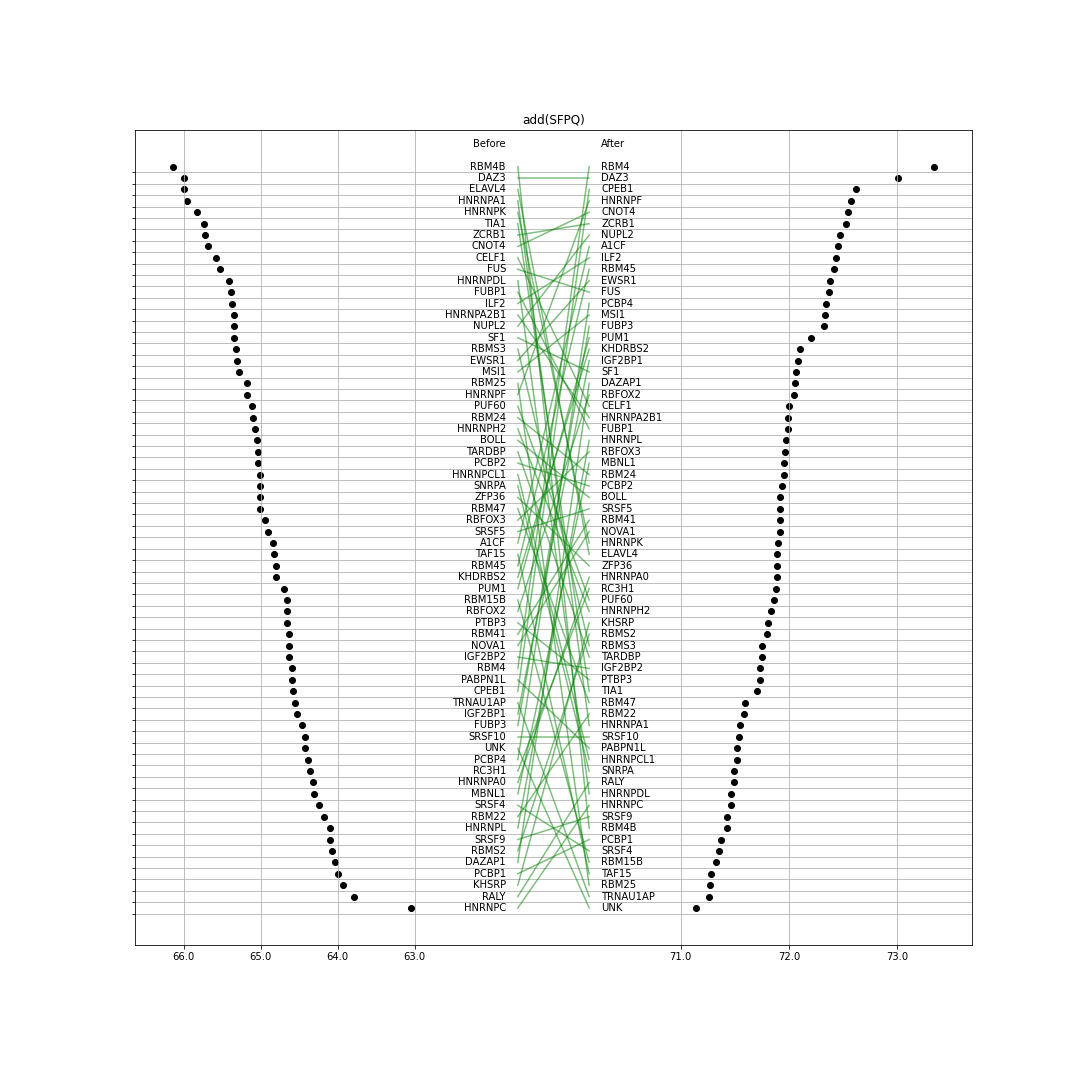 add(SFPQ)
Before After
RBM4B RBM4
DAZ3 DAZ3
ELAVL4 CPEB1
HNRNPA1 HNRNPF
HNRNPK CNOT4
TIA1 ZCRB1
ZCRB1 NUPL2
CNOT4 A1CF
CELF1 ILF2
FUS RBM45
HNRNPDL EWSR1
FUBP1 FUS
ILF2 PCBP4
HNRNPA2B1 MSI1
NUPL2 FUBP3
SF1 PUM1
RBMS3 KHDRBS2
EWSR1 IGF2BP1
MSI1 SF1
RBM25 DAZAP1
HNRNPF RBFOX2
PUF60 CELF1
RBM24 HNRNPA2B1
HNRNPH2 FUBP1
BOLL HNRNPL
TARDBP RBFOX3
PCBP2 MBNL1
HNRNPCL1 RBM24
SNRPA PCBP2
ZFP36 BOLL
RBM47 SRSF5
RBFOX3 RBM41
SRSF5 NOVA1
A1CF HNRNPK
TAF15 ELAVL4
RBM45 ZFP36
KHDRBS2 HNRNPA0
PUM1 RC3H1
RBM15B PUF60
RBFOX2 HNRNPH2
PTBP3 KHSRP
RBM41 RBMS2
NOVA1 RBMS3
IGF2BP2 TARDBP
RBM4 IGF2BP2
PABPN1L PTBP3
CPEB1 TIA1
TRNAU1AP RBM47
IGF2BP1 RBM22
FUBP3 HNRNPA1
SRSF10 SRSF10
UNK PABPN1L
PCBP4 HNRNPCL1
RC3H1 SNRPA
HNRNPA0 RALY
MBNL1 HNRNPDL
SRSF4 HNRNPC
RBM22 SRSF9
HNRNPL RBM4B
SRSF9 PCBP1
RBMS2 SRSF4
DAZAP1 RBM15B
PCBP1 TAF15
KHSRP RBM25
RALY TRNAU1AP
HNRNPC UNK
66.0 65.0 64.0 63.0 71.0 72.0 73.0